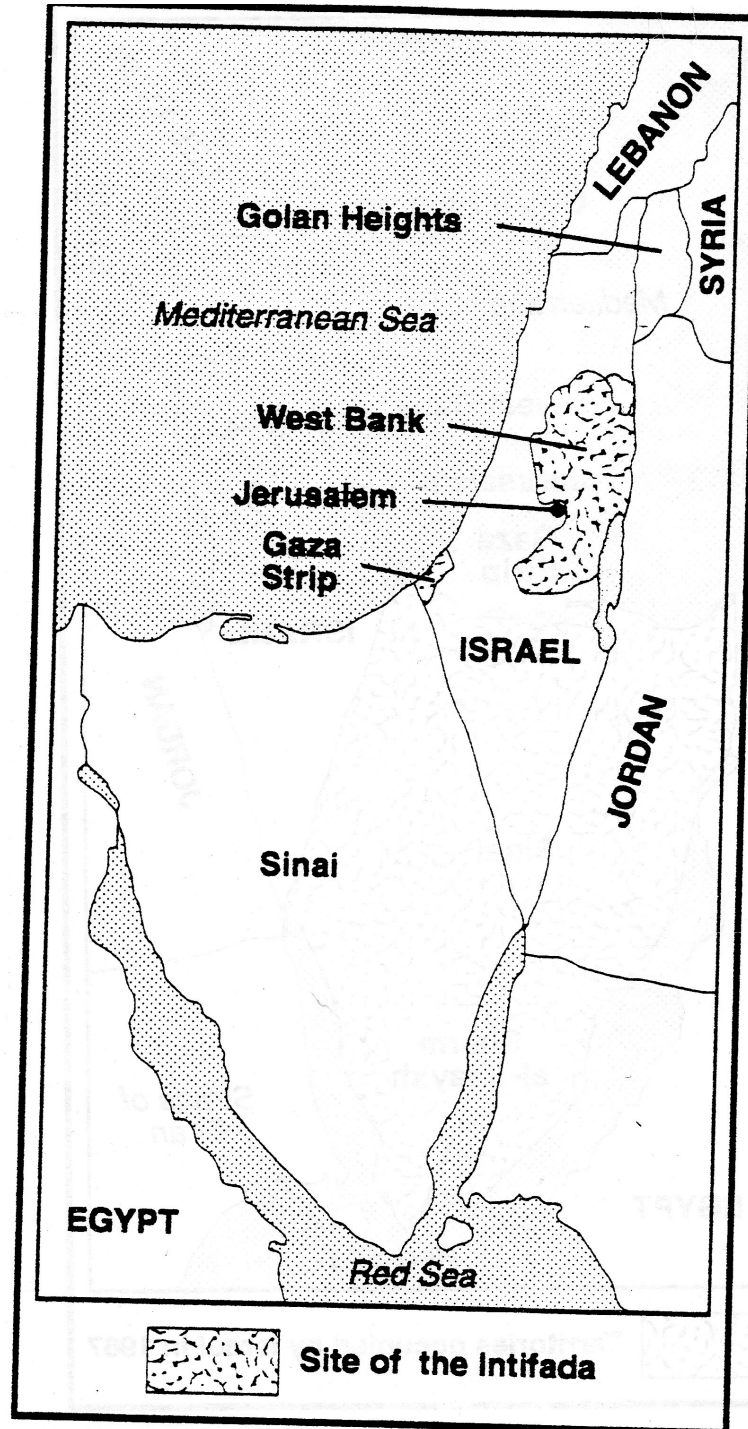 LEBANON
Golan Heights
SYRIA
Mediterranean Sea
West Bank
Jerusalem
Gaza
Strip
ISRAEL
JORDAN
Sinai
EGYPT
Red Sea
Site of the Intifada